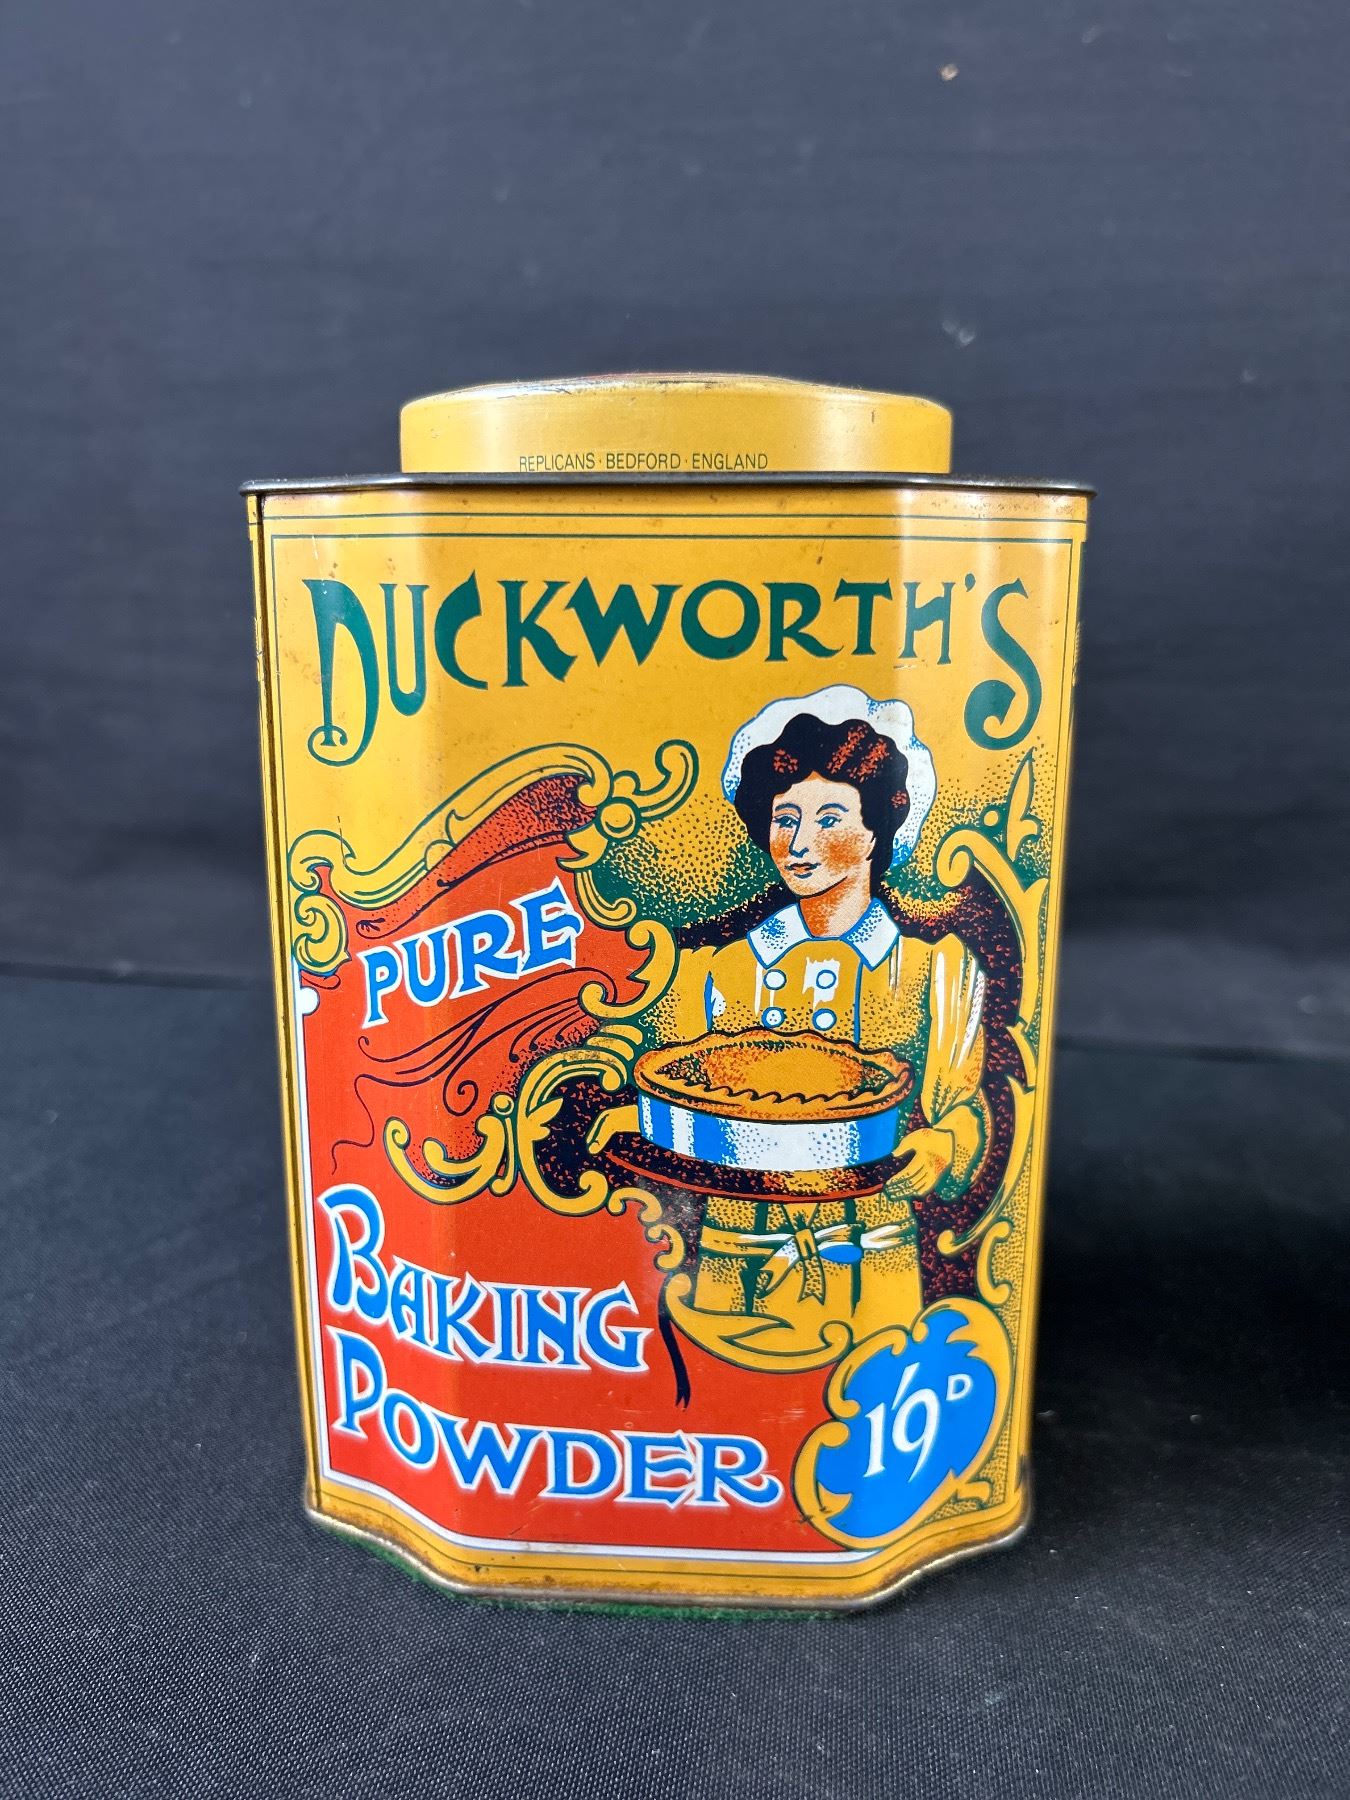 REPLICANS · BEDFORD · ENGLAND
DUCKWORTH'S
PURE
BAKING
POWDER
1'9D